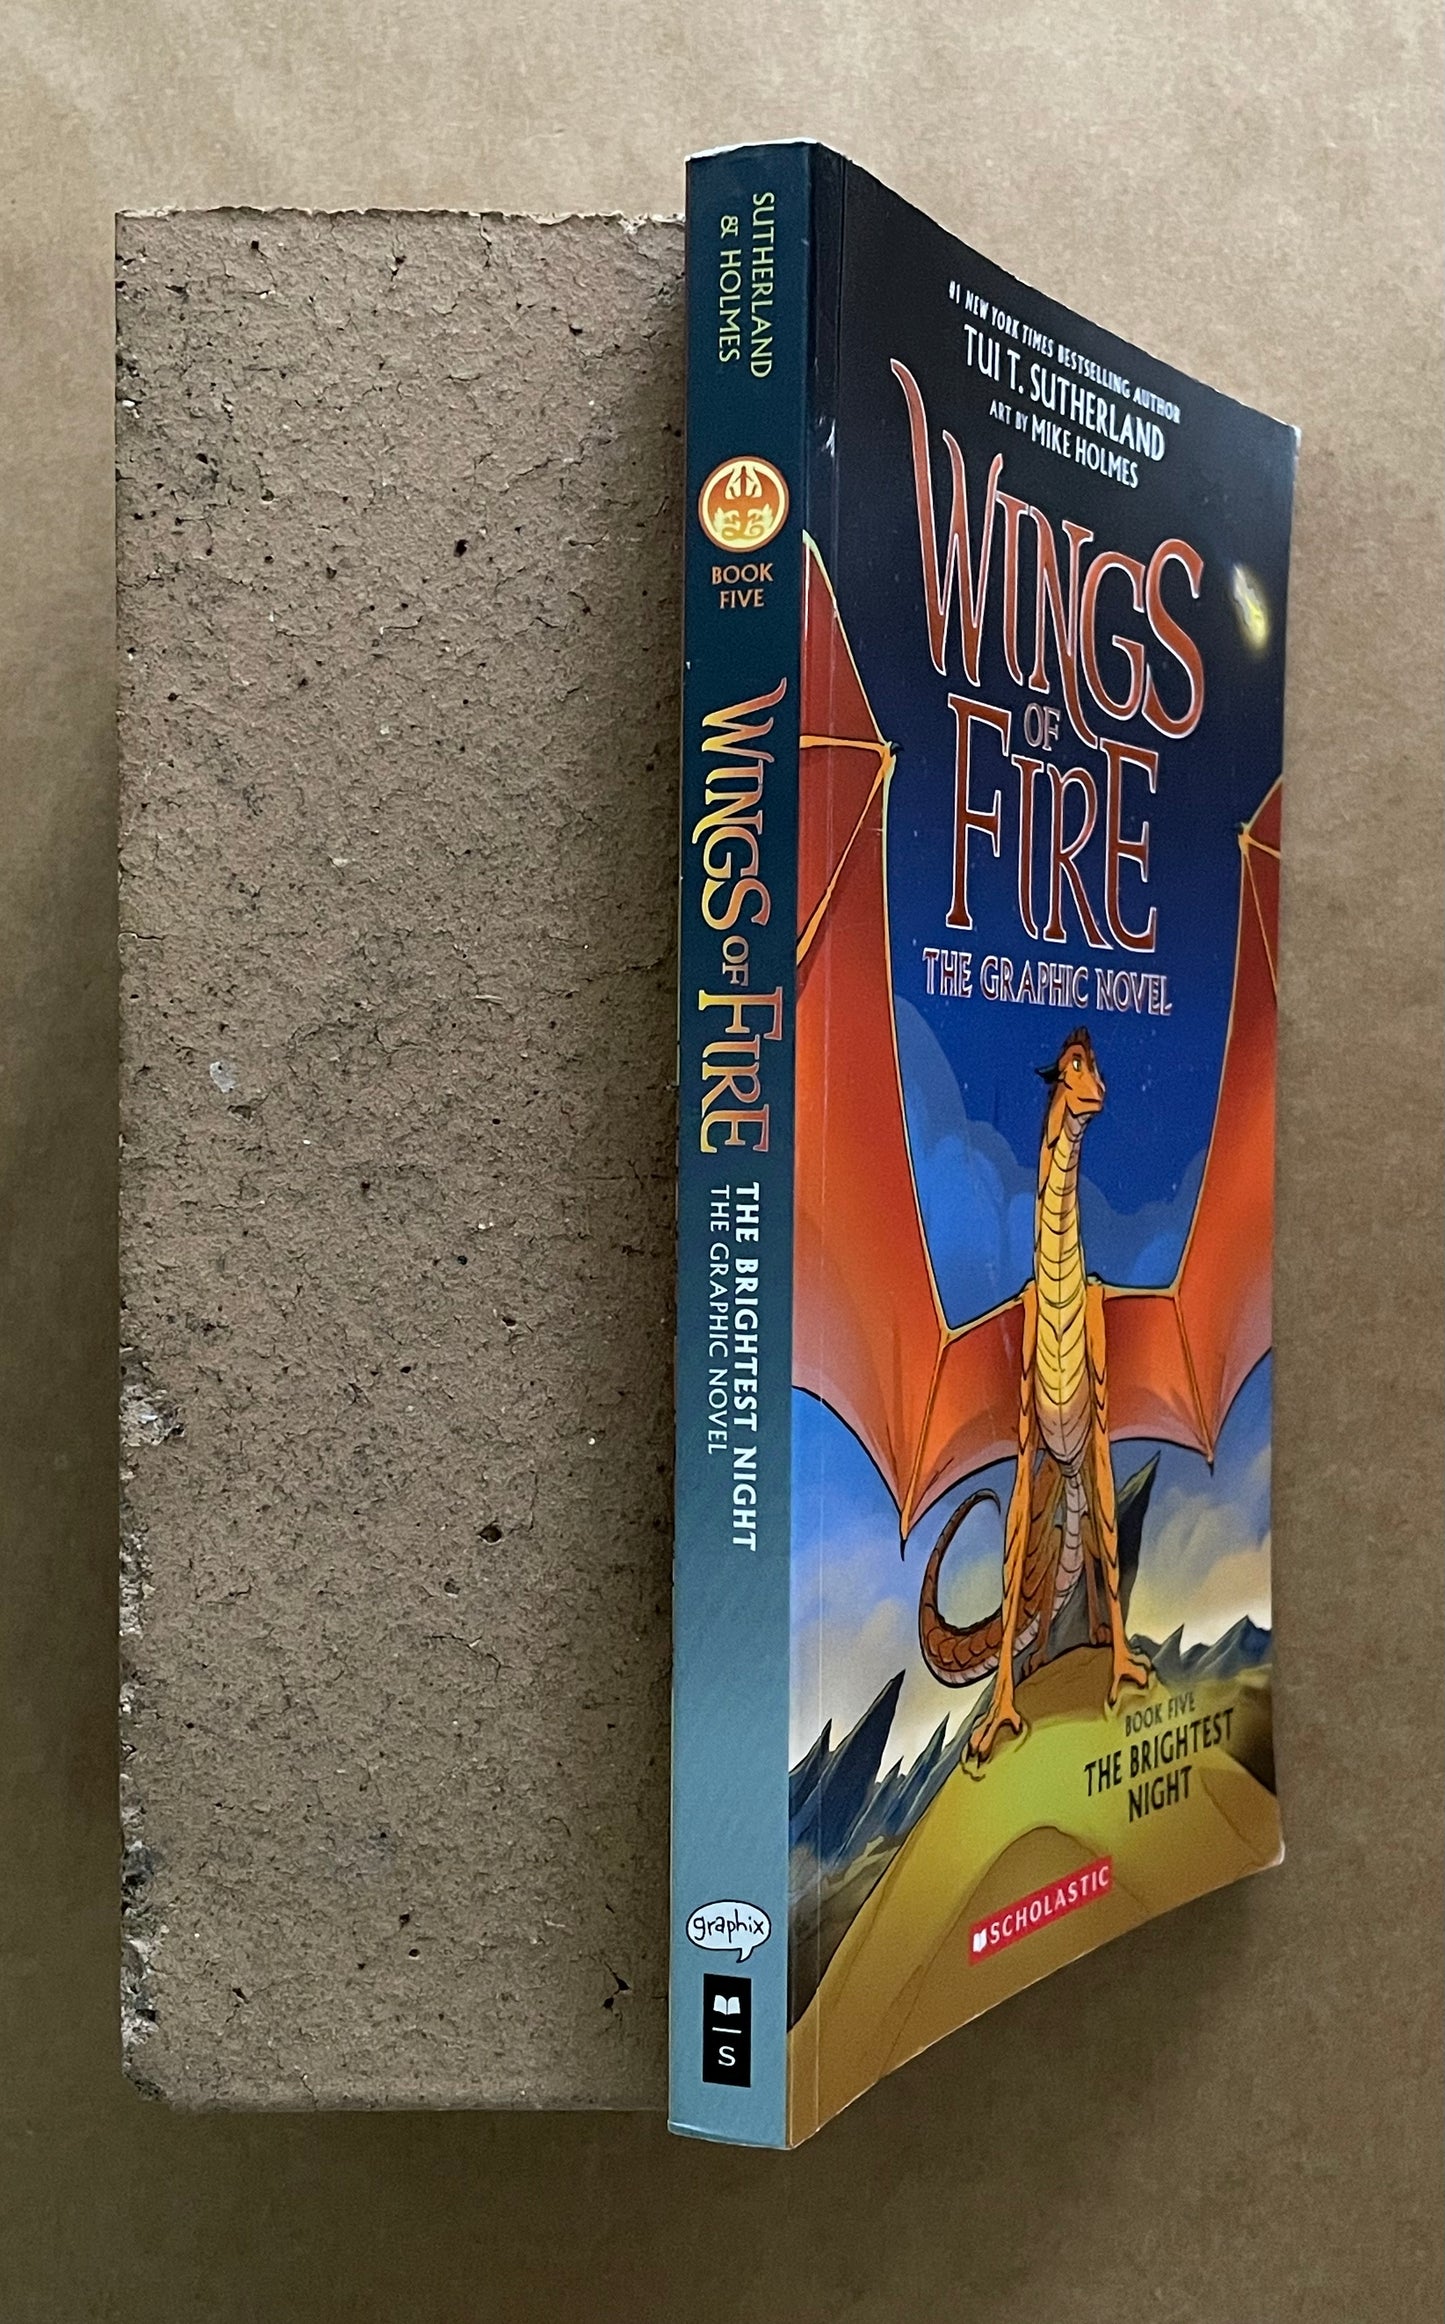 SUTHERLAND
& HOLMES
BOOK
FIVE
WINGS OF FIRE
THE BRIGHTEST NIGHT
THE GRAPHIC NOVEL
graphix
S
#1 NEW YORK TIMES BESTSELLING AUTHOR
TUI T. SUTHERLAND
ART BY MIKE HOLMES
WINGS
OF
FIRE
THE GRAPHIC NOVEL
BOOK FIVE
THE BRIGHTEST
NIGHT
SCHOLASTIC